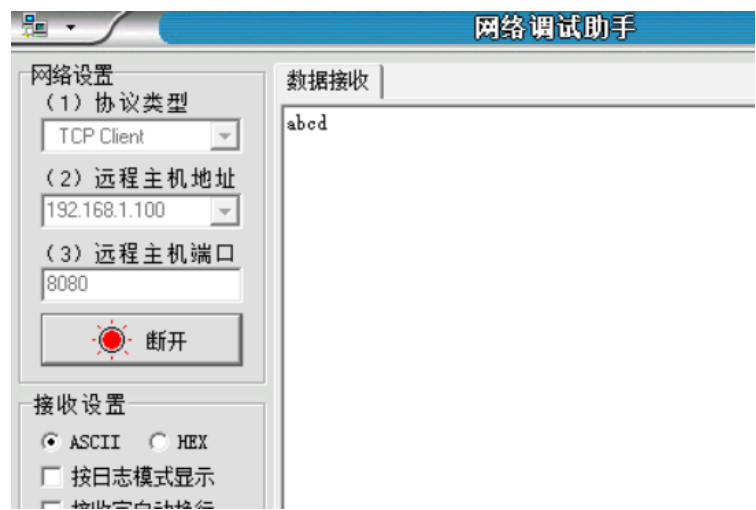 网络调试助手
网络设置
（1）协议类型
TCP Client
（2）远程主机地址
192.168.1.100
（3）远程主机端口
8080
断开
接收设置
ASCII HEX
按日志模式显示
数据接收
abcd